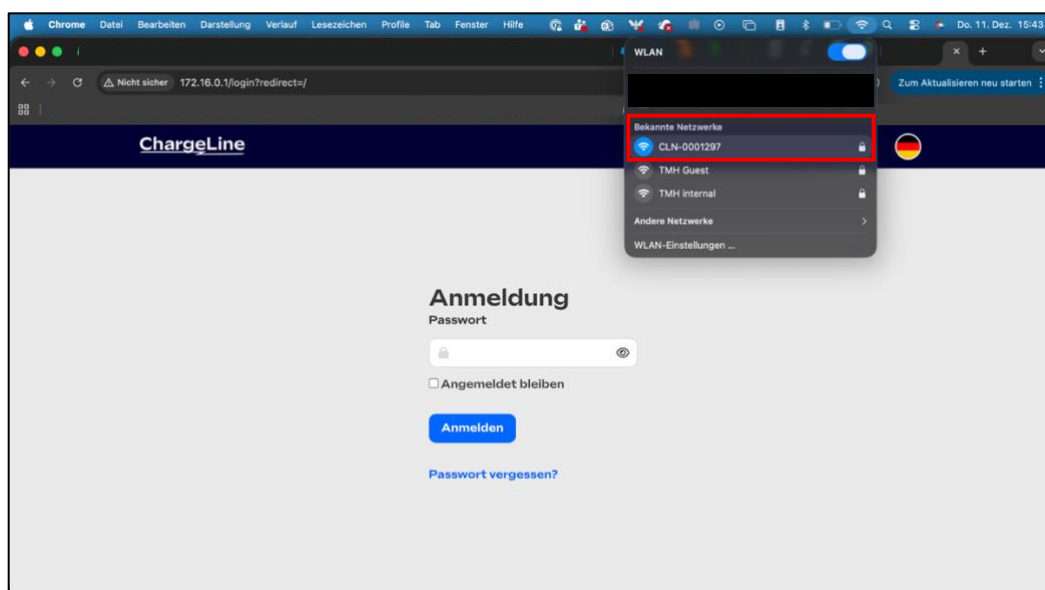 Chrome Datei Bearbeiten Darstellung Verlauf Lesezeichen Profile Tab Fenster Hilfe Do. 11. Dez. 15:43
WLAN
Nicht sicher 172.16.0.1/login?redirect=/
Zum Aktualisieren neu starten
Bekannte Netzwerke
ChargeLine
CLN-0001297
TMH Guest
TMH internal
Andere Netzwerke
WLAN-Einstellungen ...
Anmeldung
Passwort
Angemeldet bleiben
Anmelden
Passwort vergessen?